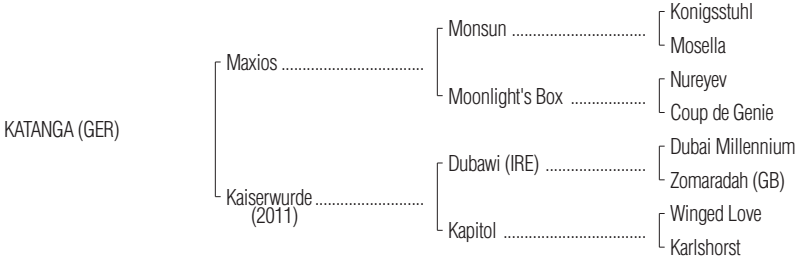 Konigsstuhl
Monsun ................................
Mosella
Maxios ..................................
Nureyev
Moonlight's Box ..................
Coup de Genie
KATANGA (GER)
Dubai Millennium
Dubawi (IRE) ........................
Zomaradah (GB)
Kaiserwurde ..........................
(2011)
Winged Love
Kapitol ..................................
Karlshorst